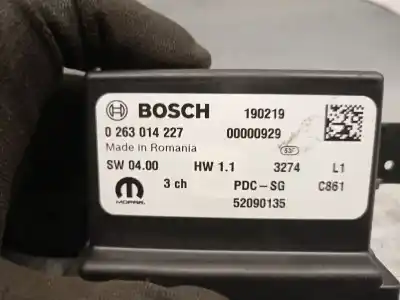 BOSCH 190219
0 263 014 227 00000929
Made in Romania
SW 04.00 HW 1.1 3274 L1
3 ch PDC-SG C861
MOPAR
52090135